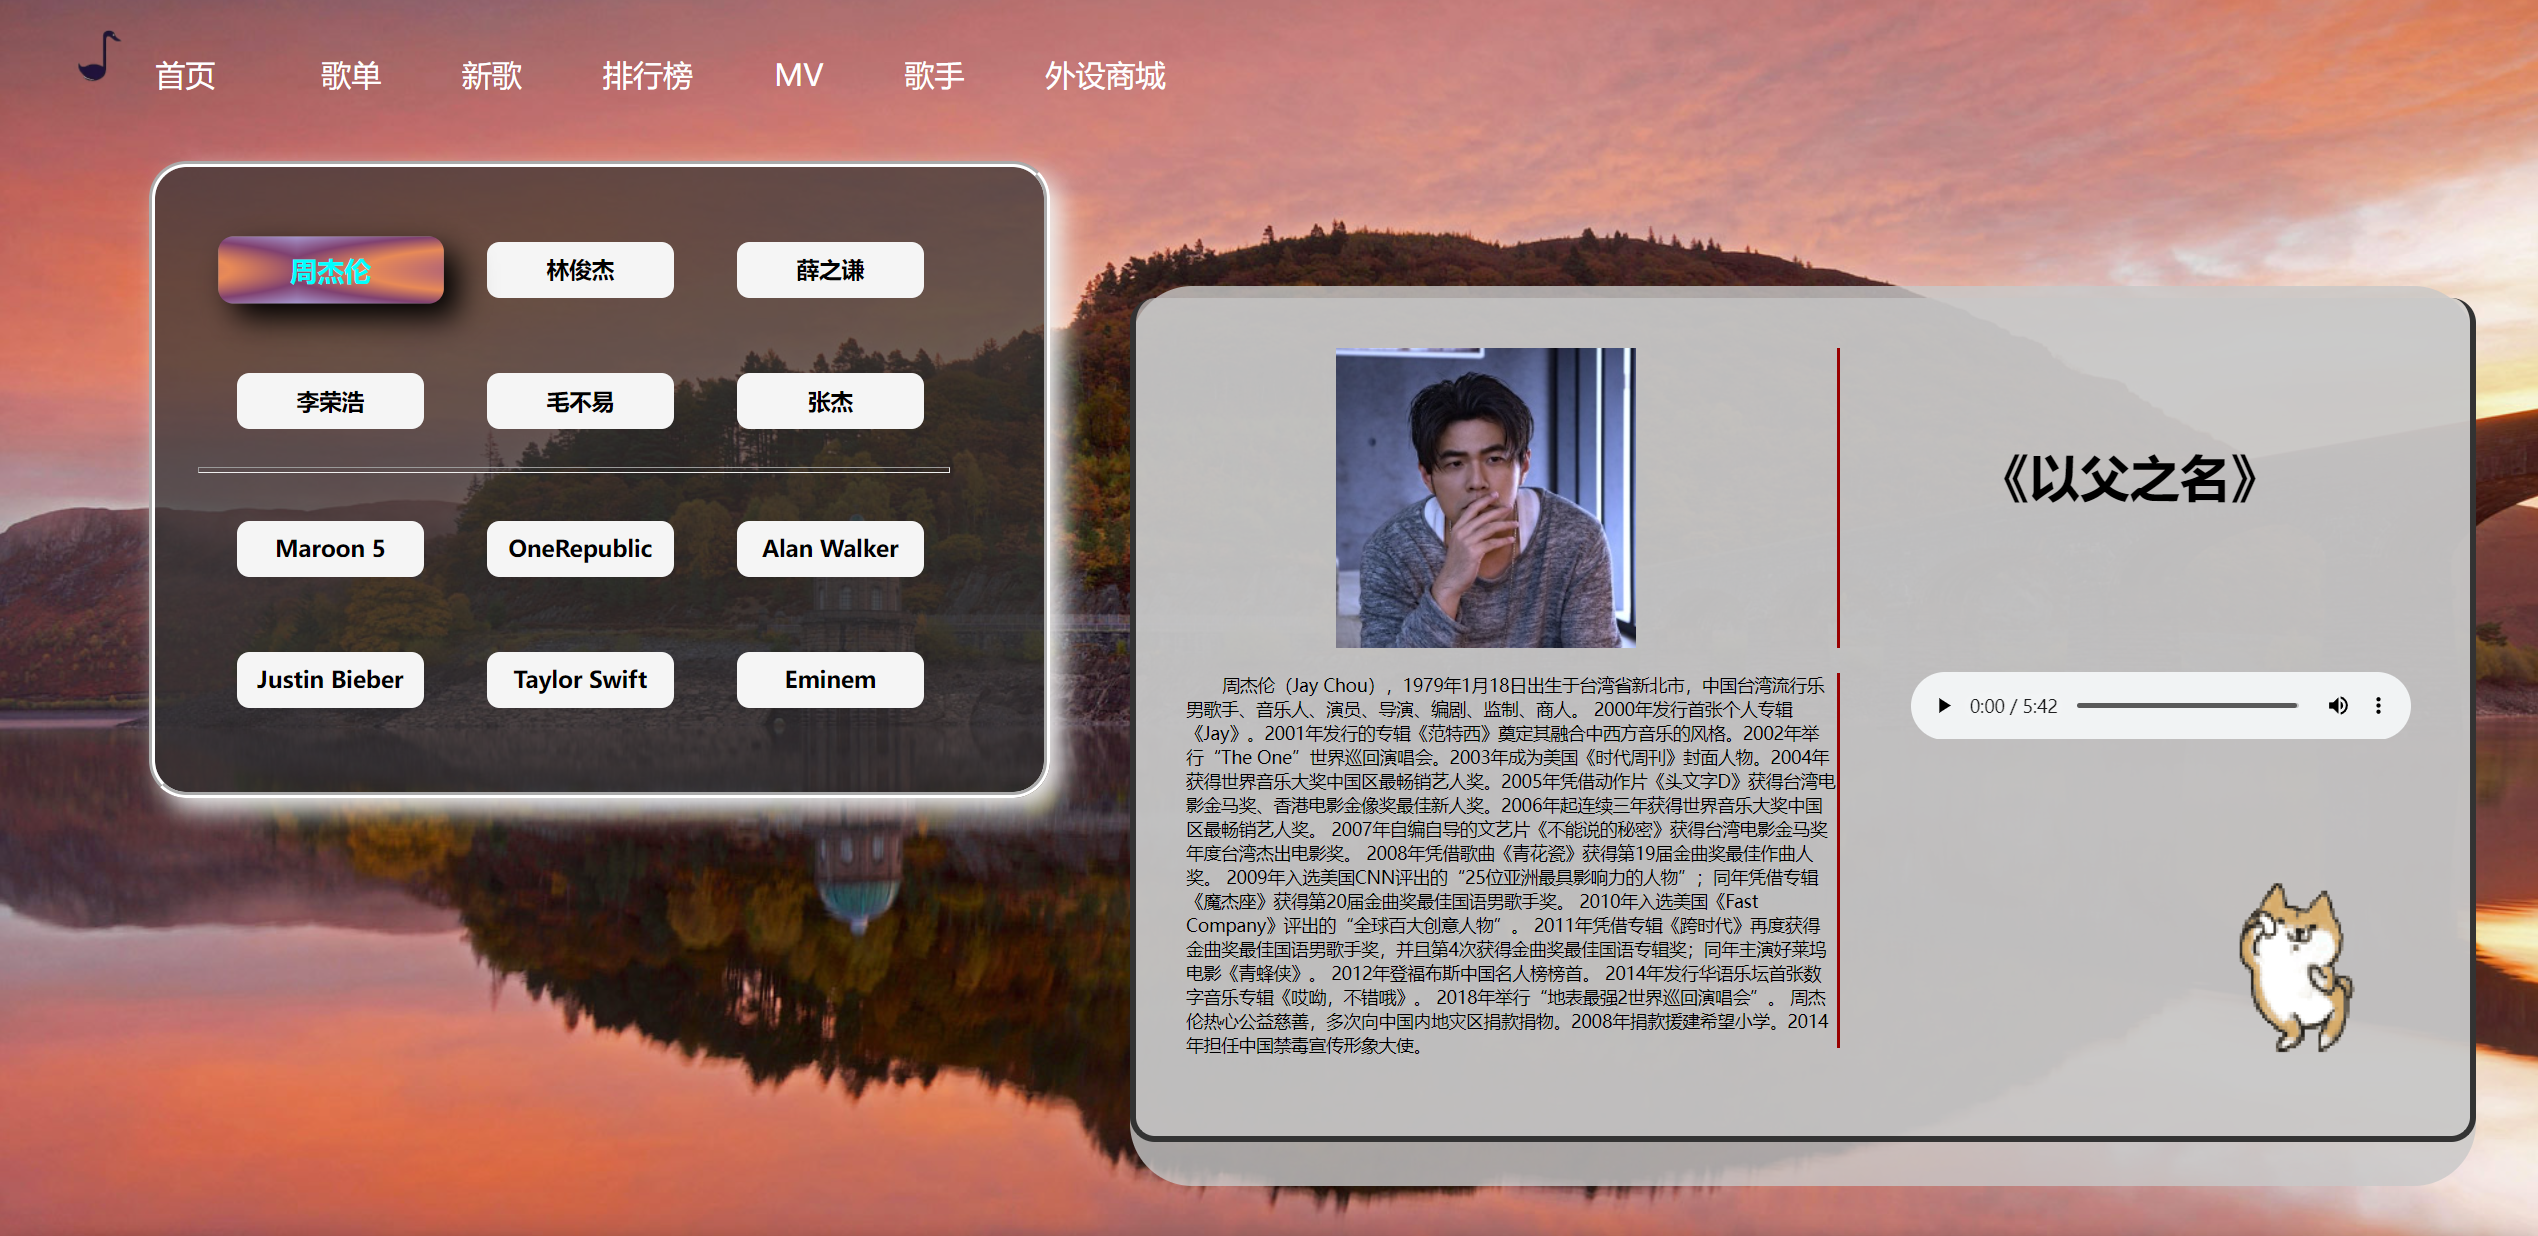 首页 歌单 新歌 排行榜 MV 歌手 外设商城
周杰伦 林俊杰 薛之谦
李荣浩 毛不易 张杰
Maroon 5 OneRepublic Alan Walker
Justin Bieber Taylor Swift Eminem
周杰伦（Jay Chou），1979年1月18日出生于台湾省新北市，中国台湾流行乐
男歌手、音乐人、演员、导演、编剧、监制、商人。 2000年发行首张个人专辑
《Jay》。2001年发行的专辑《范特西》奠定其融合中西方音乐的风格。2002年举
行“The One”世界巡回演唱会。2003年成为美国《时代周刊》封面人物。2004年
获得世界音乐大奖中国区最畅销艺人奖。2005年凭借动作片《头文字D》获得台湾电
影金马奖、香港电影金像奖最佳新人奖。2006年起连续三年获得世界音乐大奖中国
区最畅销艺人奖。 2007年自编自导的文艺片《不能说的秘密》获得台湾电影金马奖
年度台湾杰出电影奖。 2008年凭借歌曲《青花瓷》获得第19届金曲奖最佳作曲人
奖。 2009年入选美国CNN评出的“25位亚洲最具影响力的人物”；同年凭借专辑
《魔杰座》获得第20届金曲奖最佳国语男歌手奖。 2010年入选美国《Fast
Company》评出的“全球百大创意人物”。 2011年凭借专辑《跨时代》再度获得
金曲奖最佳国语男歌手奖，并且第4次获得金曲奖最佳国语专辑奖；同年主演好莱坞
电影《青蜂侠》。 2012年登福布斯中国名人榜榜首。 2014年发行华语乐坛首张数
字音乐专辑《哎呦，不错哦》。 2018年举行“地表最强2世界巡回演唱会”。 周杰
伦热心公益慈善，多次向中国内地灾区捐款捐物。2008年捐款援建希望小学。2014
年担任中国禁毒宣传形象大使。
《以父之名》
0:00 / 5:42